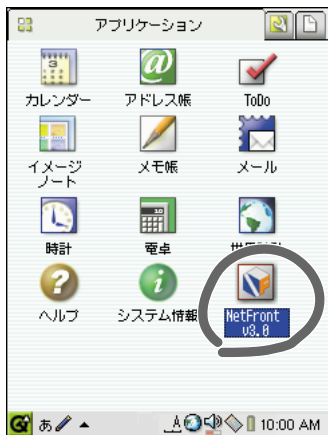 アプリケーション
カレンダー
アドレス帳
ToDo
イメージ
ノート
メモ帳
メール
時計
電卓
ヘルプ
システム情報
NetFront
v3.0
あ
A
10:00 AM